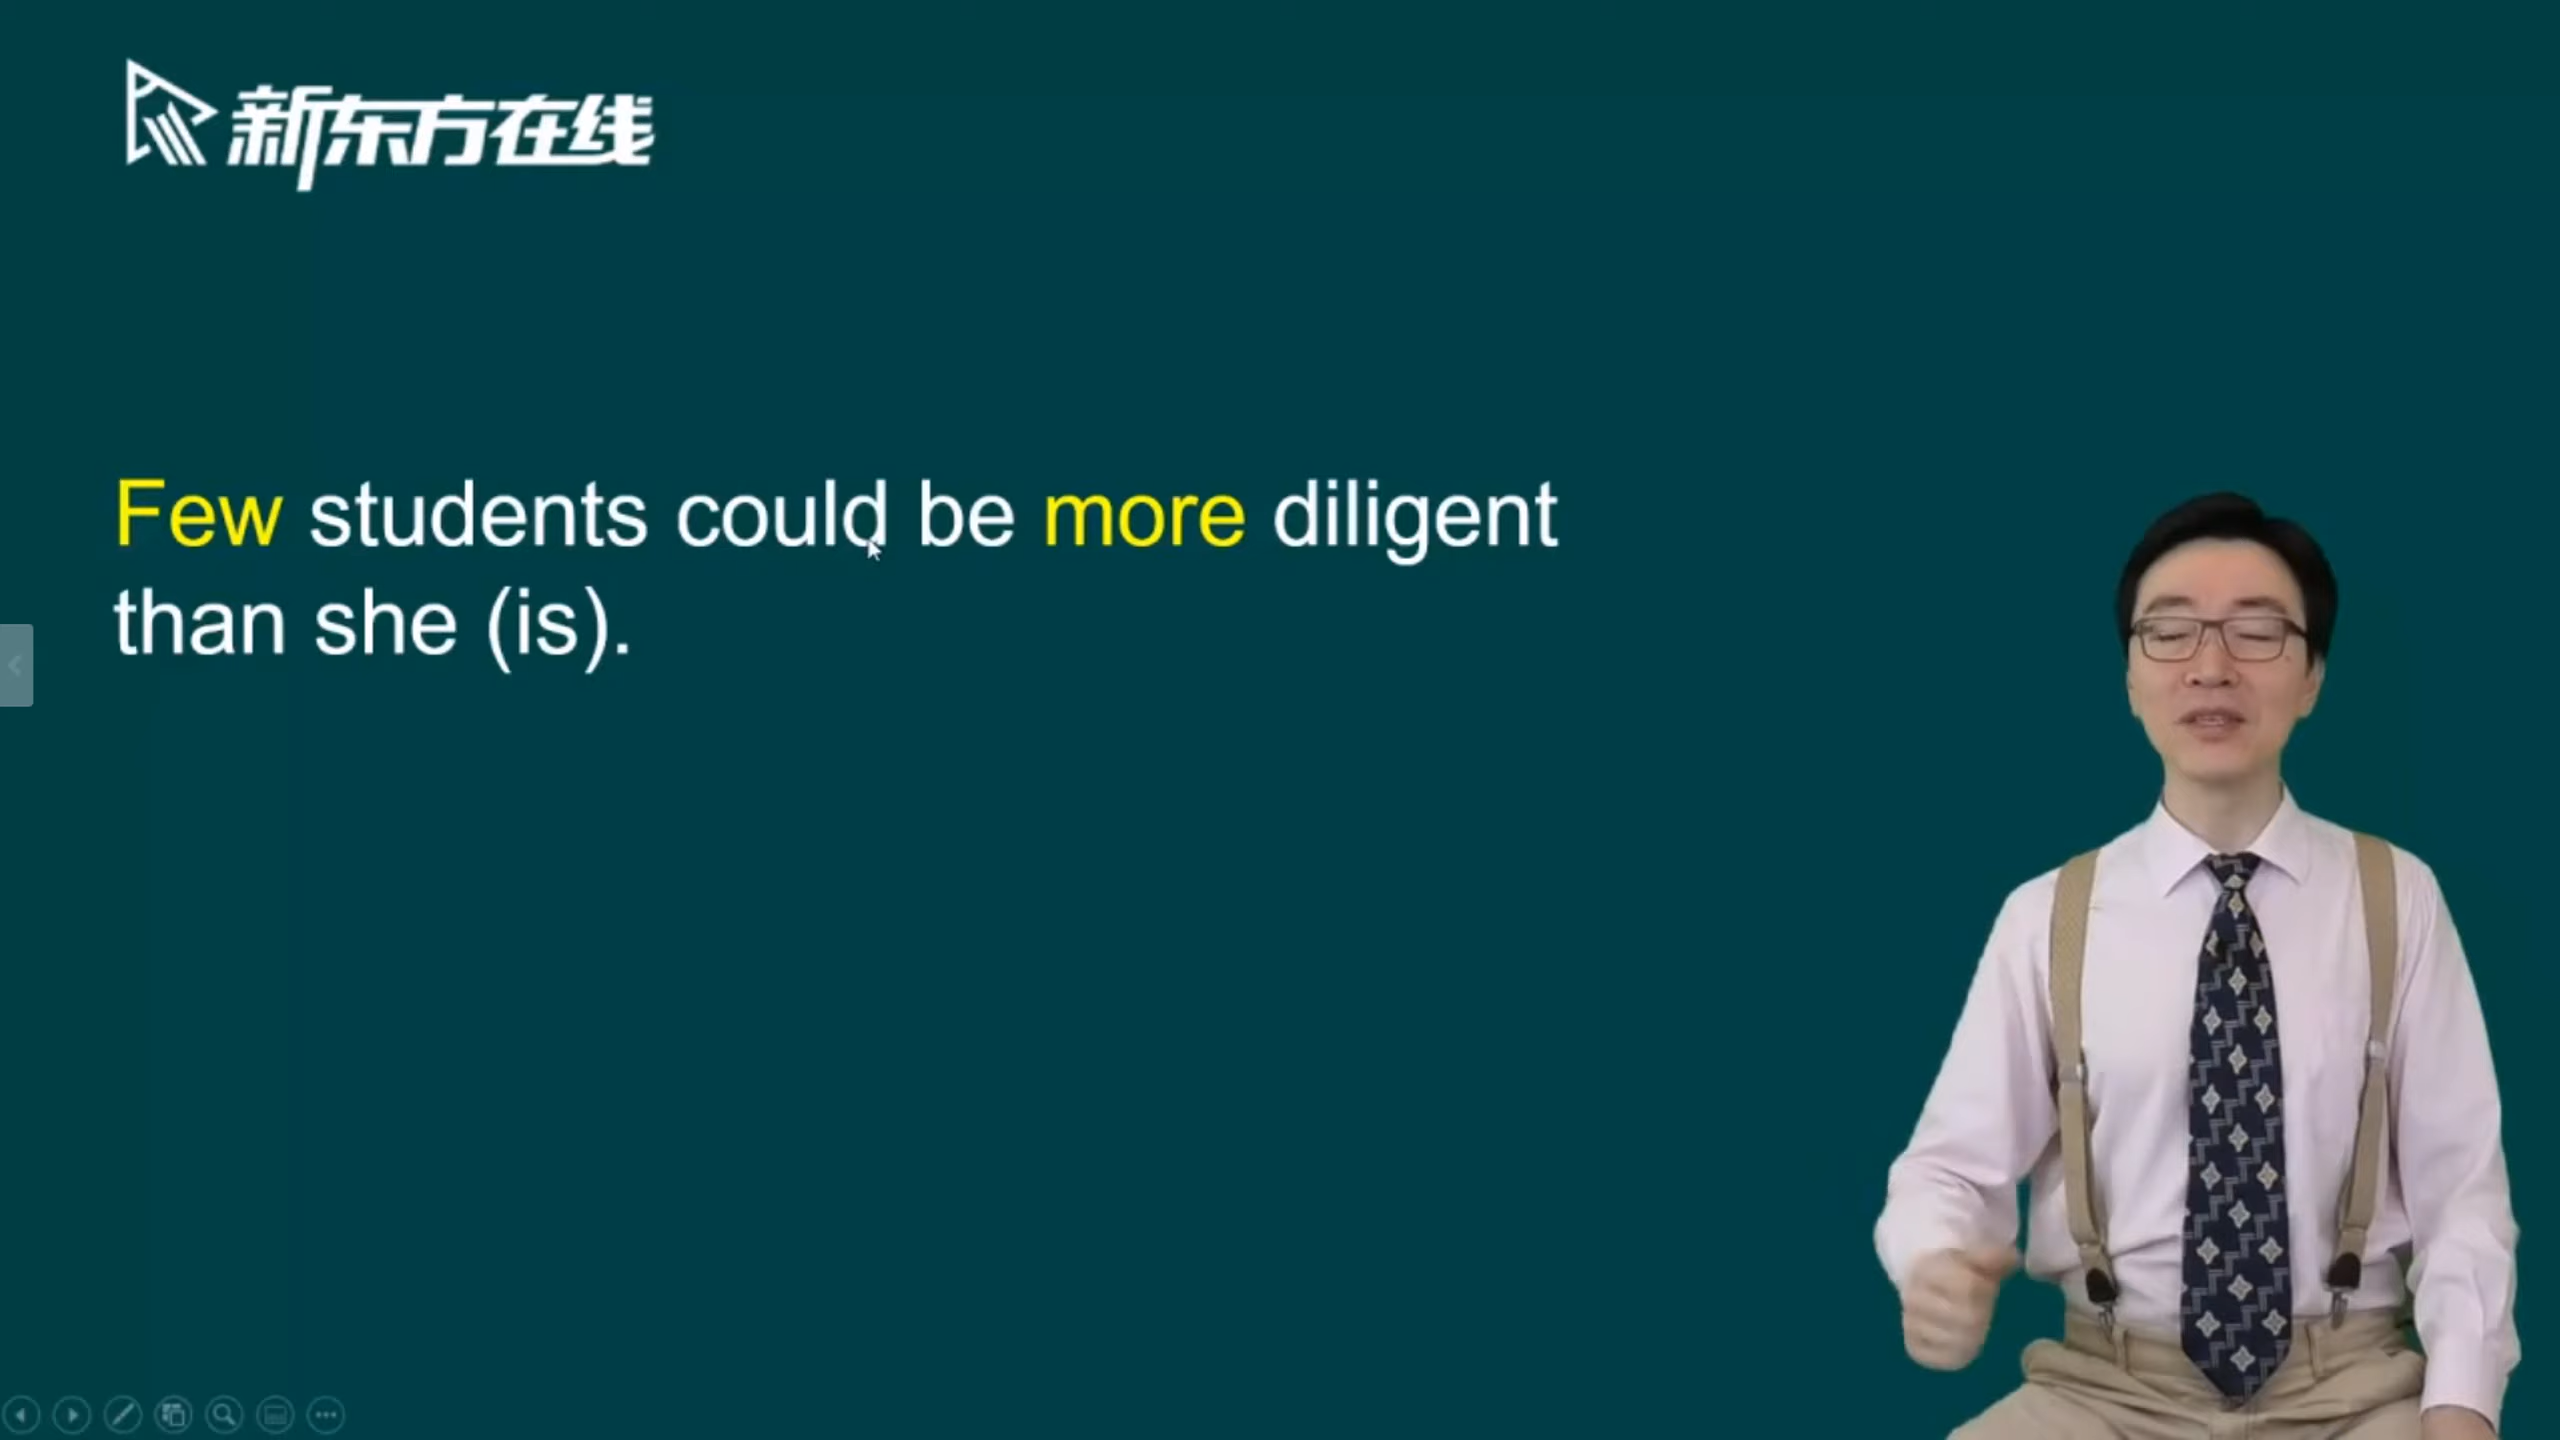 新东方在线
Few students could be more diligent
than she (is).